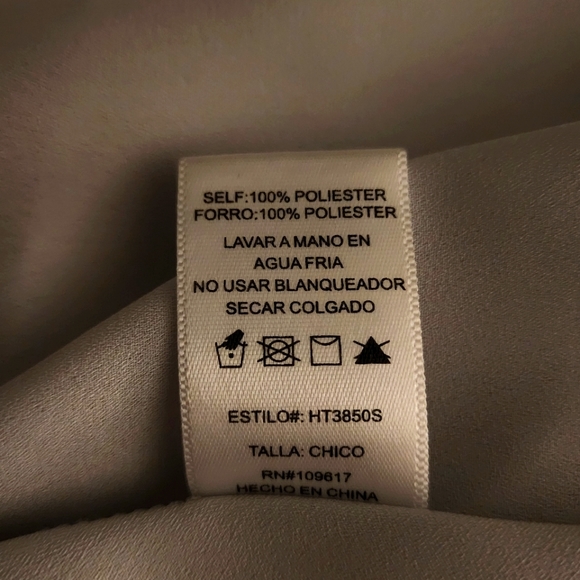 SELF:100% POLIESTER
FORRO:100% POLIESTER
LAVAR A MANO EN
AGUA FRIA
NO USAR BLANQUEADOR
SECAR COLGADO
ESTILO#: HT3850S
TALLA: CHICO
RN#109617
HECHO EN CHINA